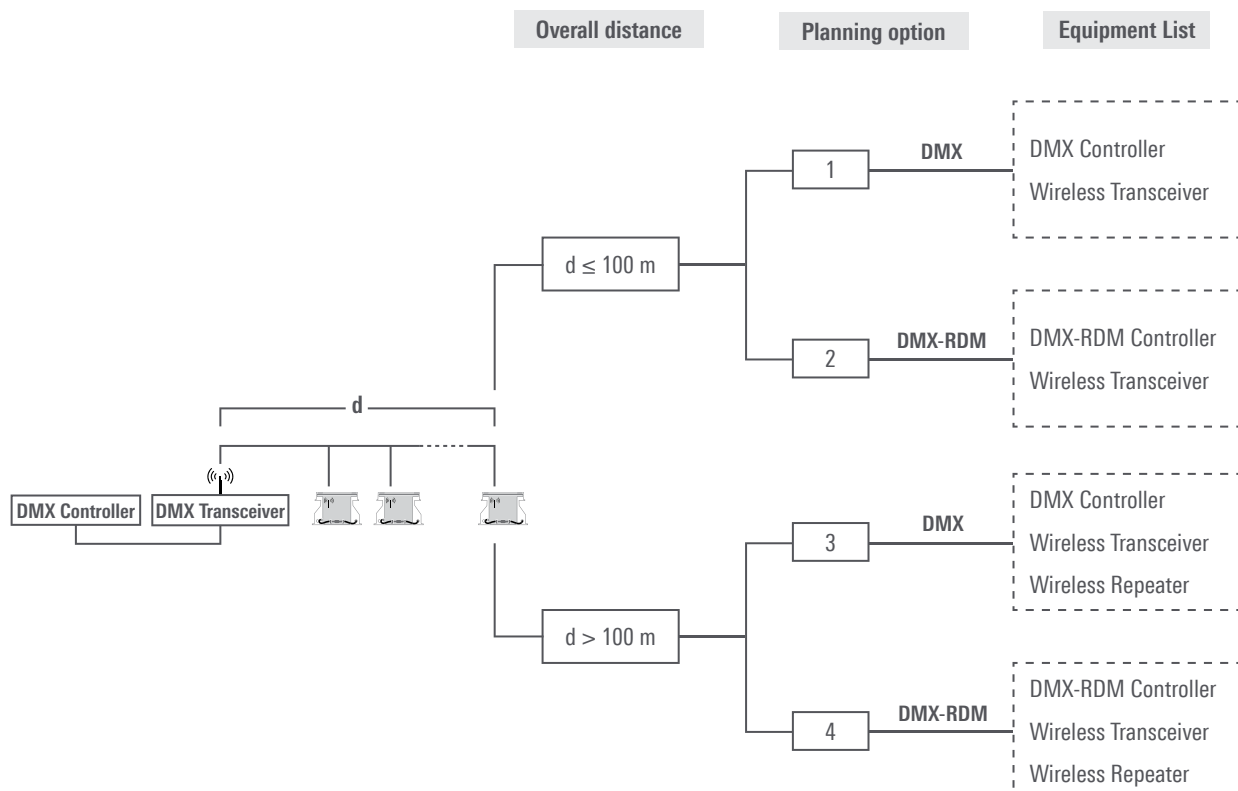 Overall distance
Planning option
Equipment List
1
DMX
DMX Controller
Wireless Transceiver
d ≤ 100 m
2
DMX-RDM
DMX-RDM Controller
Wireless Transceiver
d
DMX Controller
DMX Transceiver
3
DMX
DMX Controller
Wireless Transceiver
Wireless Repeater
d > 100 m
4
DMX-RDM
DMX-RDM Controller
Wireless Transceiver
Wireless Repeater